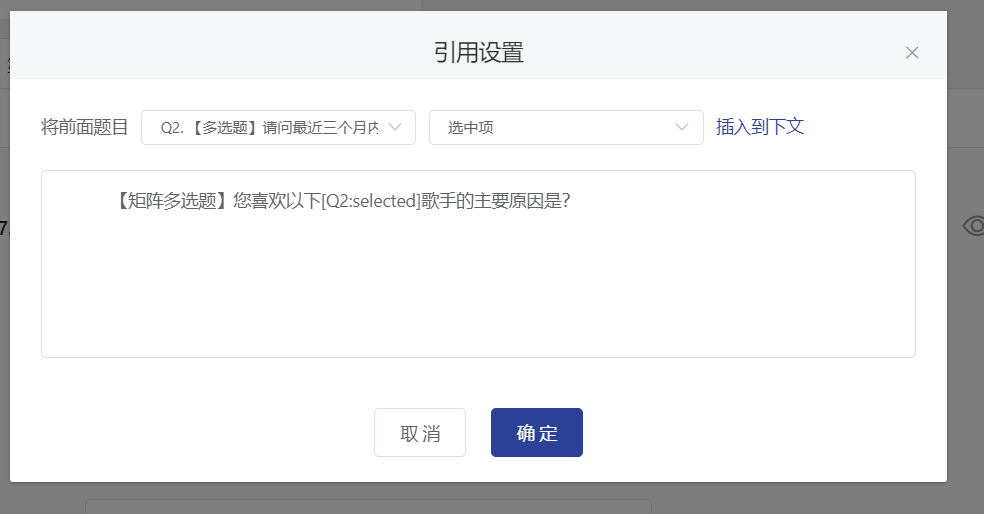 引用设置
将前面题目 Q2. 【多选题】请问最近三个月内 选中项 插入到下文
【矩阵多选题】您喜欢以下[Q2:selected]歌手的主要原因是?
7.
取消 确定